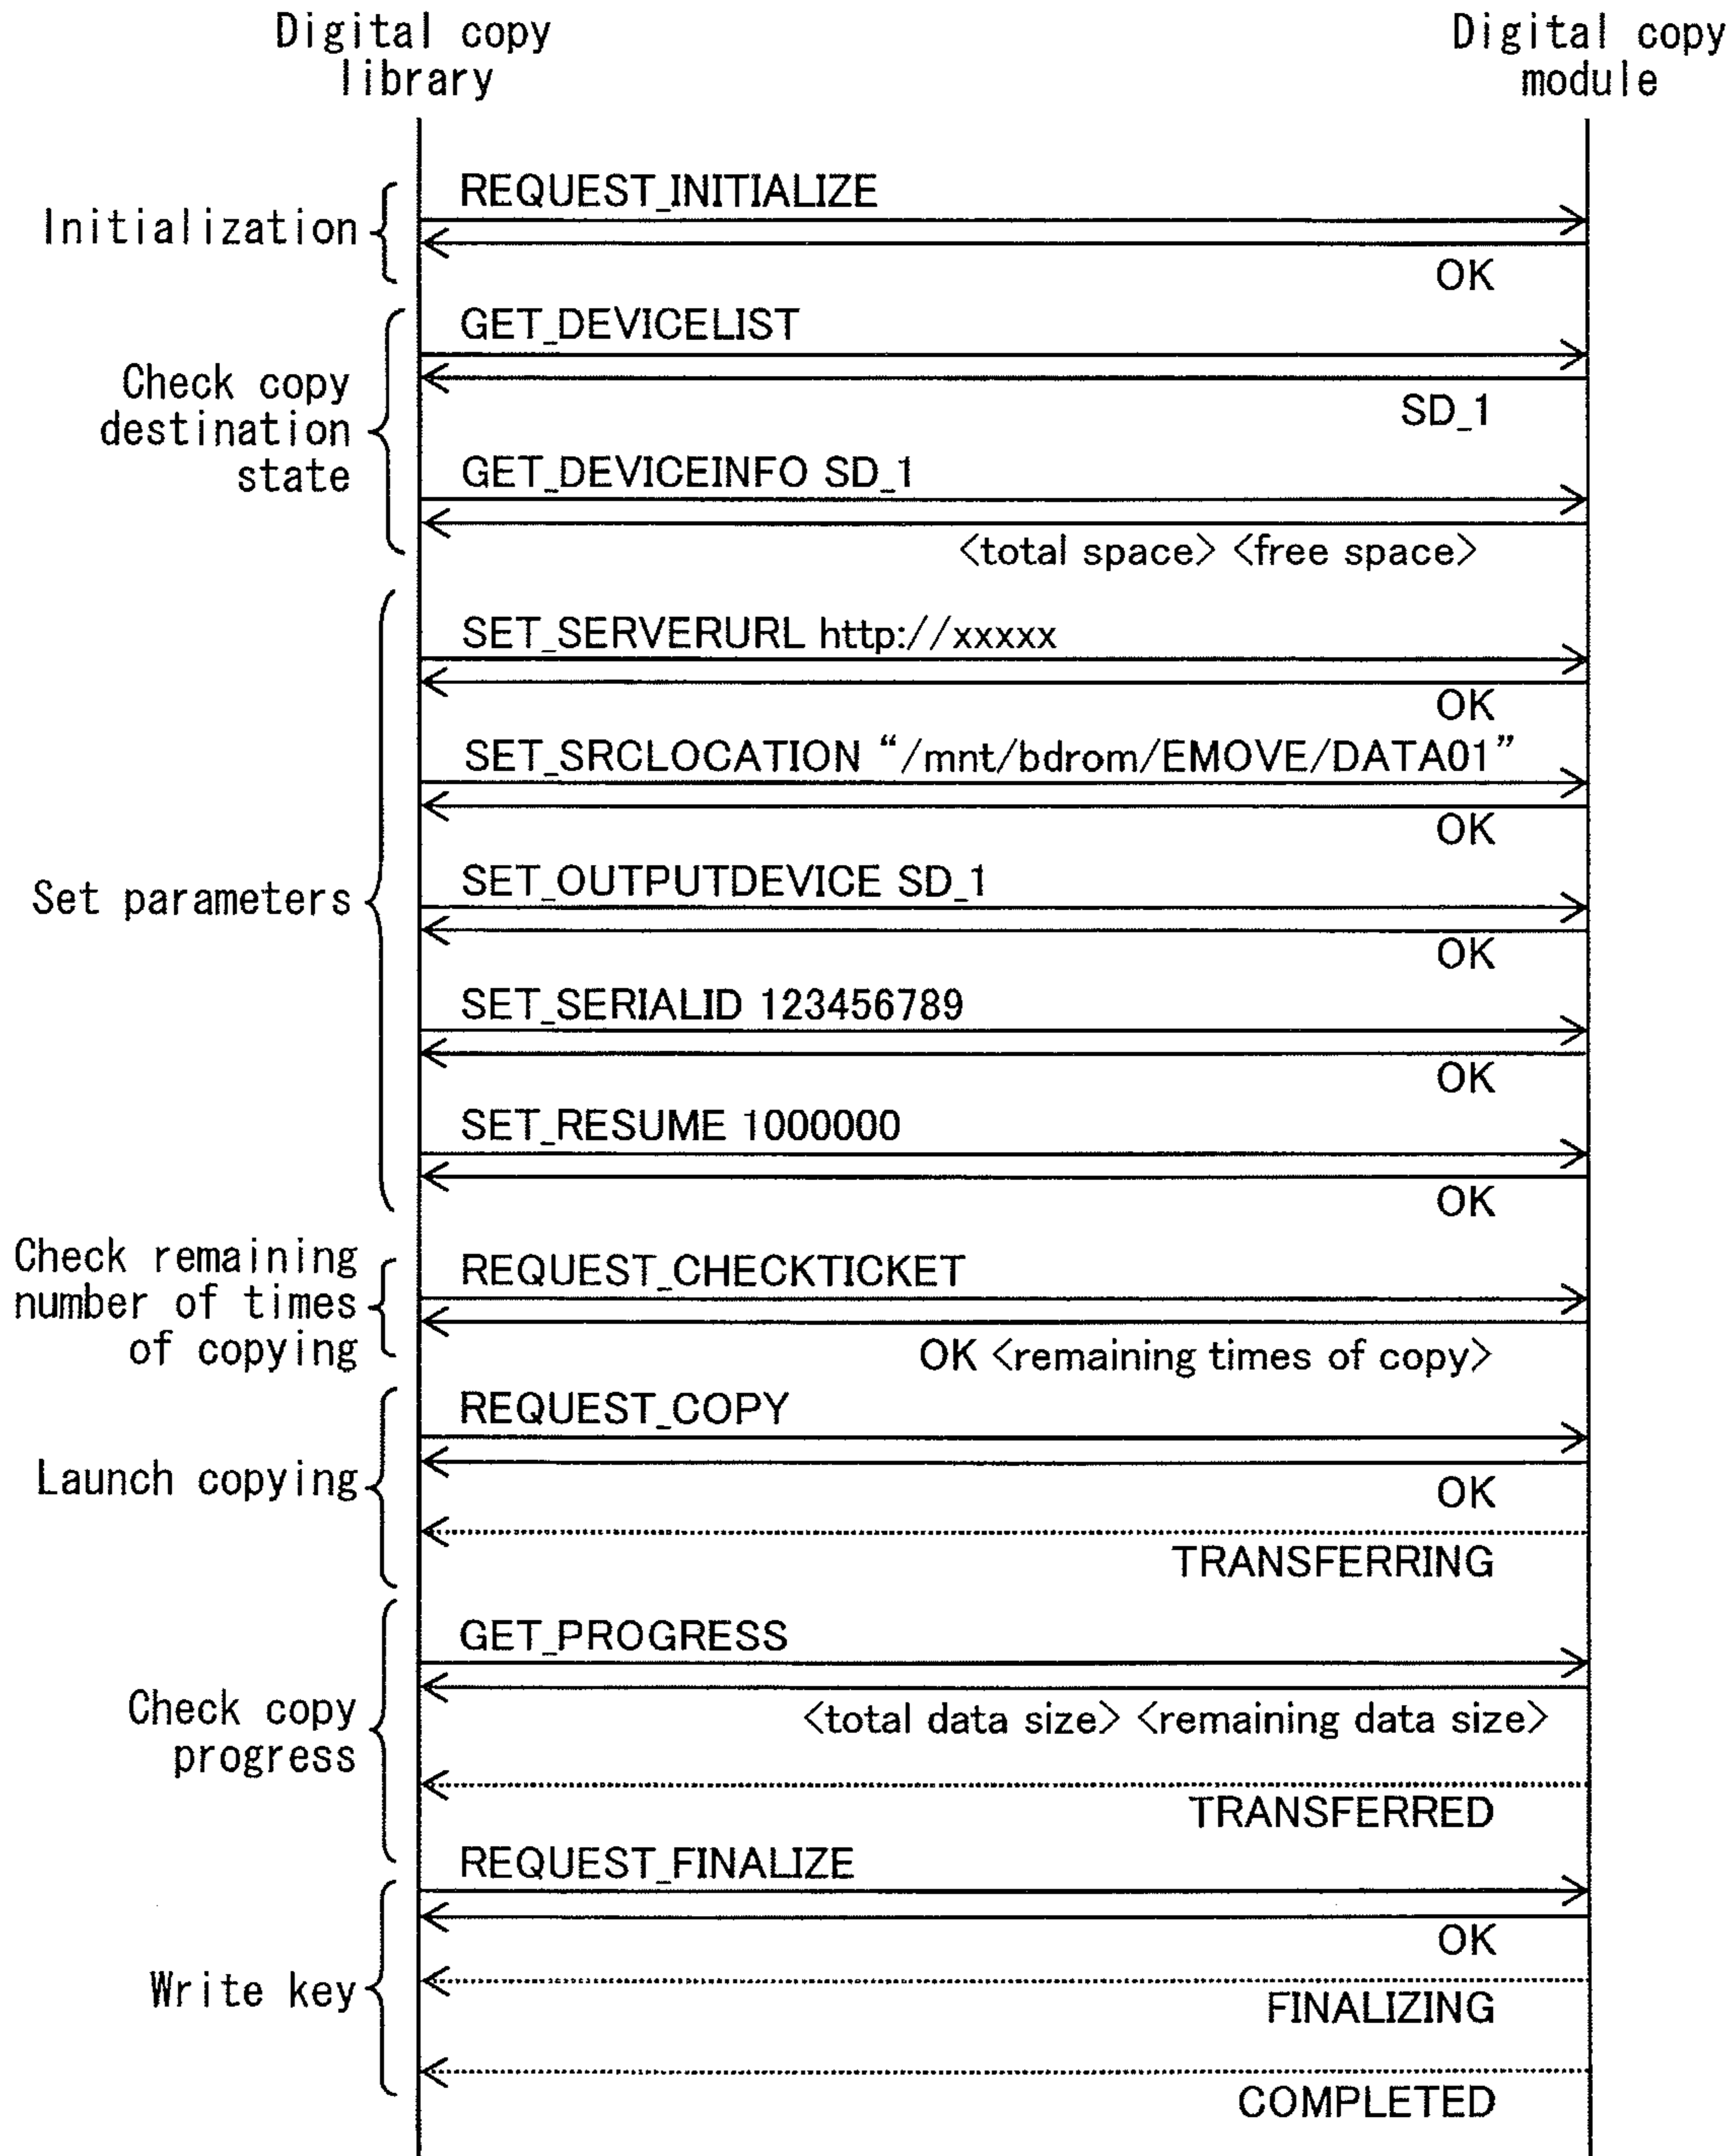 Digital copy
library
Digital copy
module
Initialization
REQUEST_INITIALIZE
OK
Check copy
destination
state
GET_DEVICELIST
SD_1
GET_DEVICEINFO SD_1
<total space> <free space>
Set parameters
SET_SERVERURL http://xxxxx
OK
SET_SRCLOCATION “/mnt/bdrom/EMOVE/DATA01”
OK
SET_OUTPUTDEVICE SD_1
OK
SET_SERIALID 123456789
OK
SET_RESUME 1000000
OK
Check remaining
number of times
of copying
REQUEST_CHECKTICKET
OK <remaining times of copy>
Launch copying
REQUEST_COPY
OK
TRANSFERRING
Check copy
progress
GET_PROGRESS
<total data size> <remaining data size>
TRANSFERRED
Write key
REQUEST_FINALIZE
OK
FINALIZING
COMPLETED